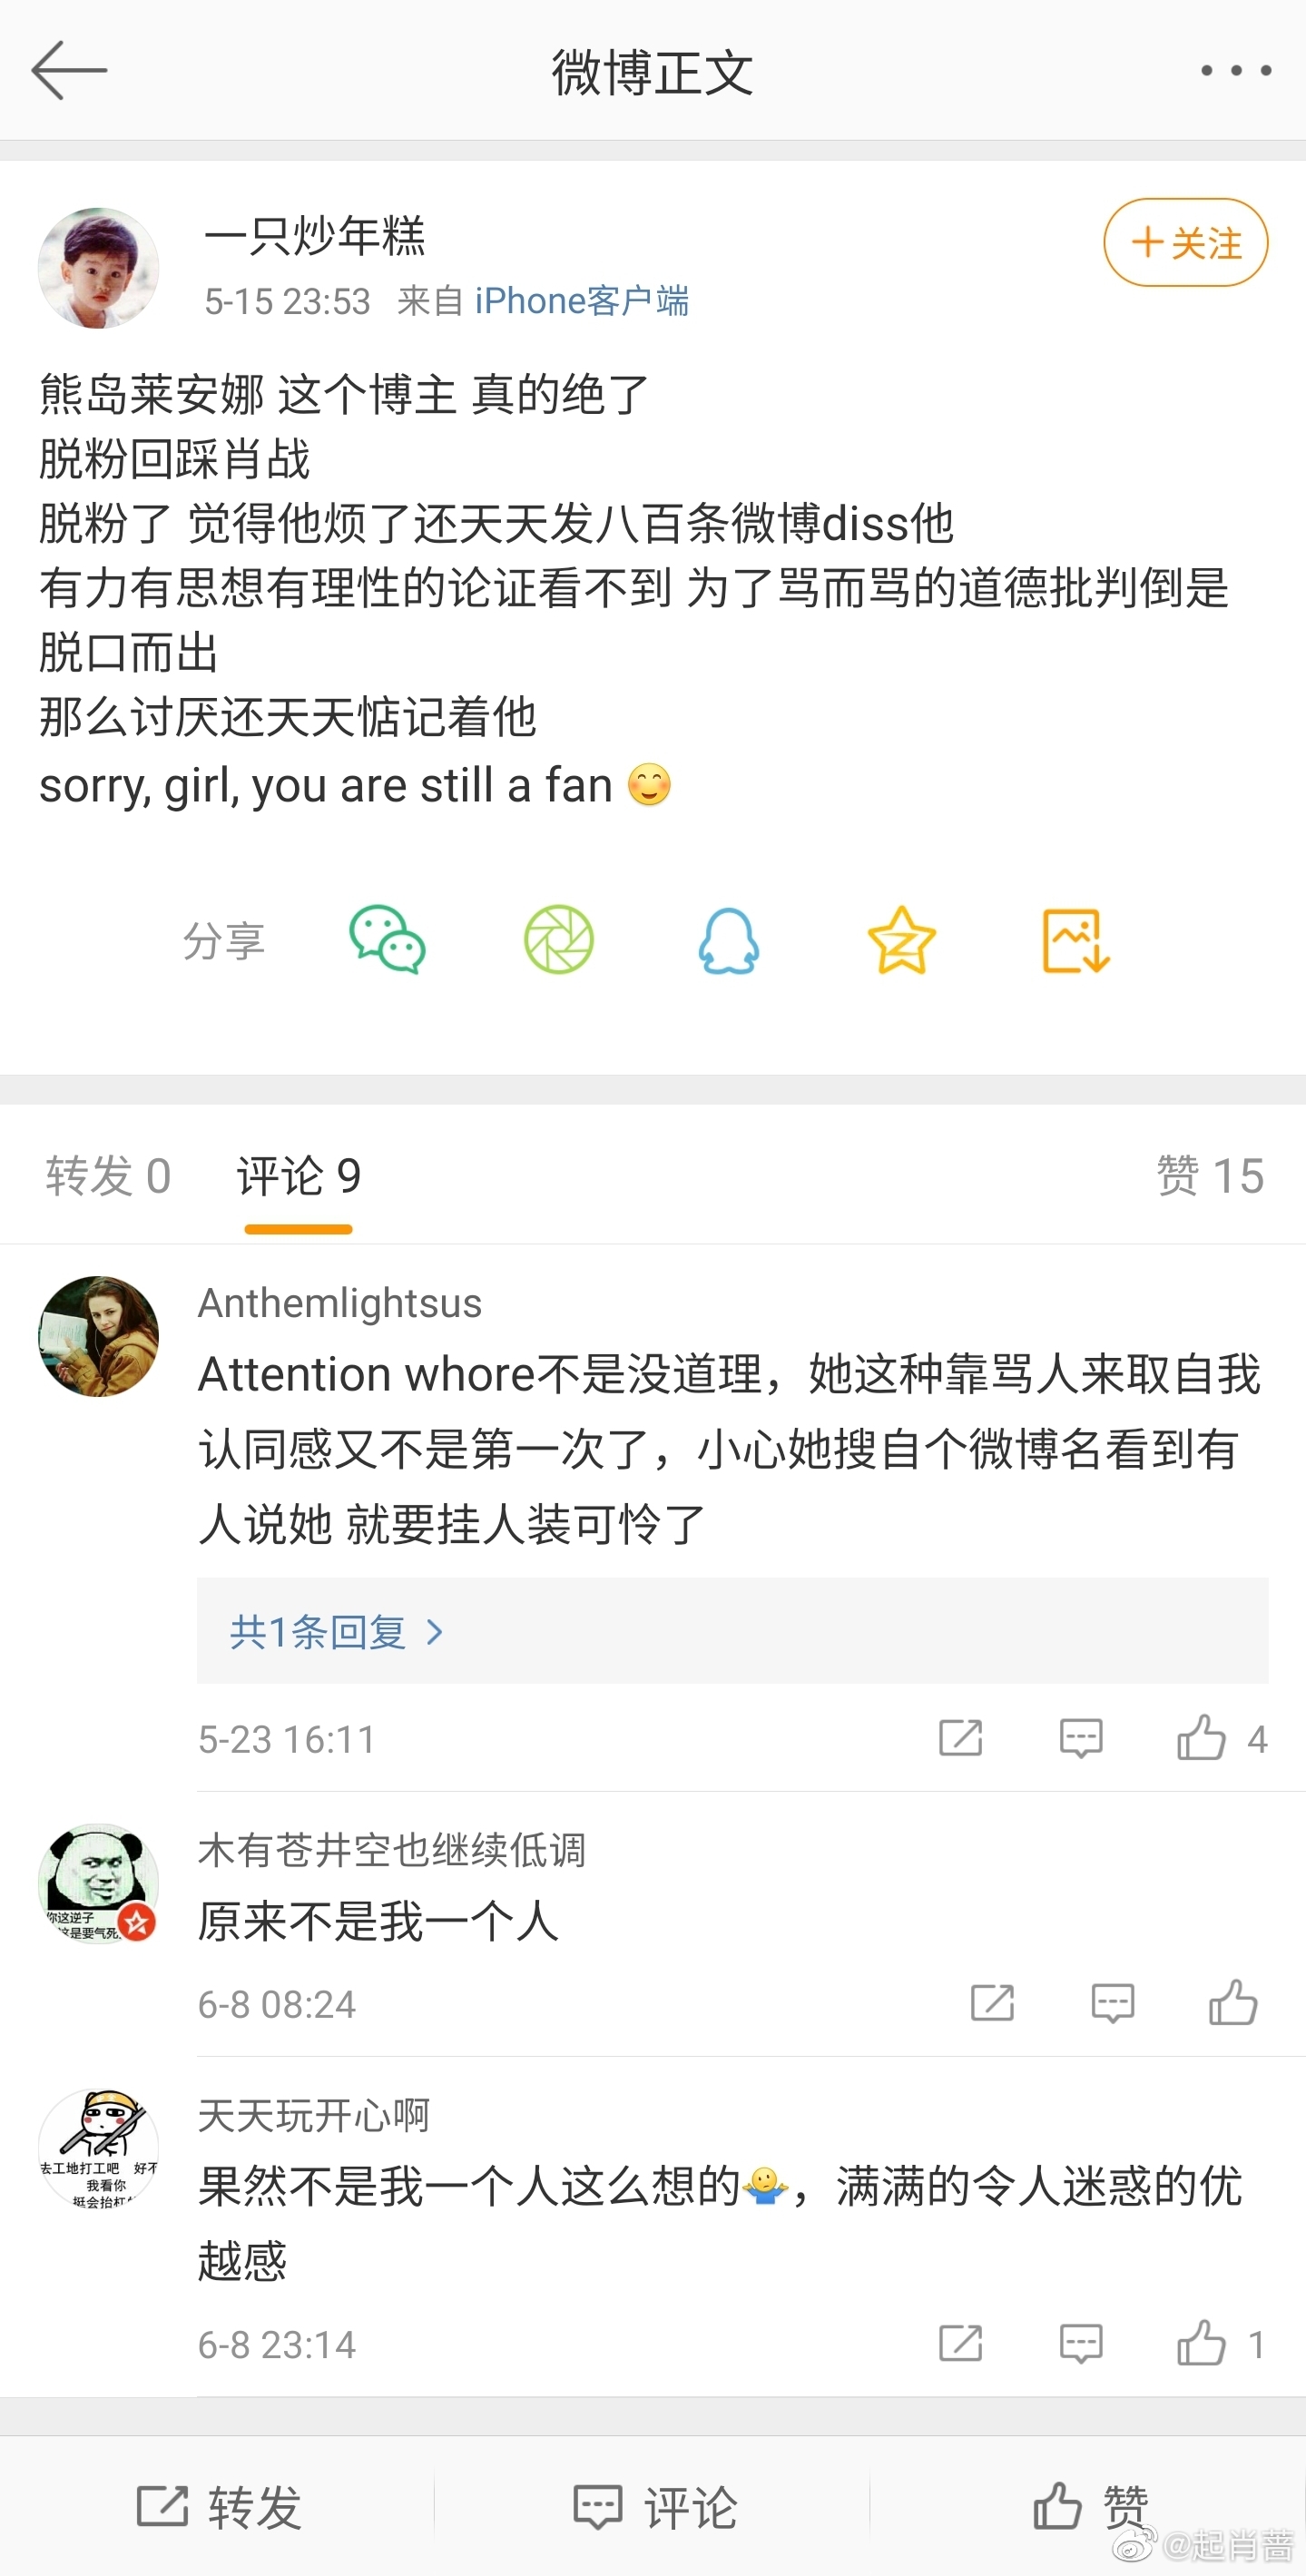 微博正文
一只炒年糕
5-15 23:53 来自 iPhone客户端
+关注
熊岛莱安娜 这个博主 真的绝了
脱粉回踩肖战
脱粉了 觉得他烦了还天天发八百条微博diss他
有力有思想有理性的论证看不到 为了骂而骂的道德批判倒是
脱口而出
那么讨厌还天天惦记着他
sorry, girl, you are still a fan 😊
分享
转发 0 评论 9 赞 15
Anthemlightsus
Attention whore不是没道理，她这种靠骂人来取自我
认同感又不是第一次了，小心她搜自个微博名看到有
人说她 就要挂人装可怜了
共1条回复 >
5-23 16:11 4
木有苍井空也继续低调
你这逆子
这是要气死
原来不是我一个人
6-8 08:24
天天玩开心啊
去工地打工吧 好不
我看你
挺会抬杠
果然不是我一个人这么想的🤷，满满的令人迷惑的优
越感
6-8 23:14 1
转发 评论 赞
@起肖蔷